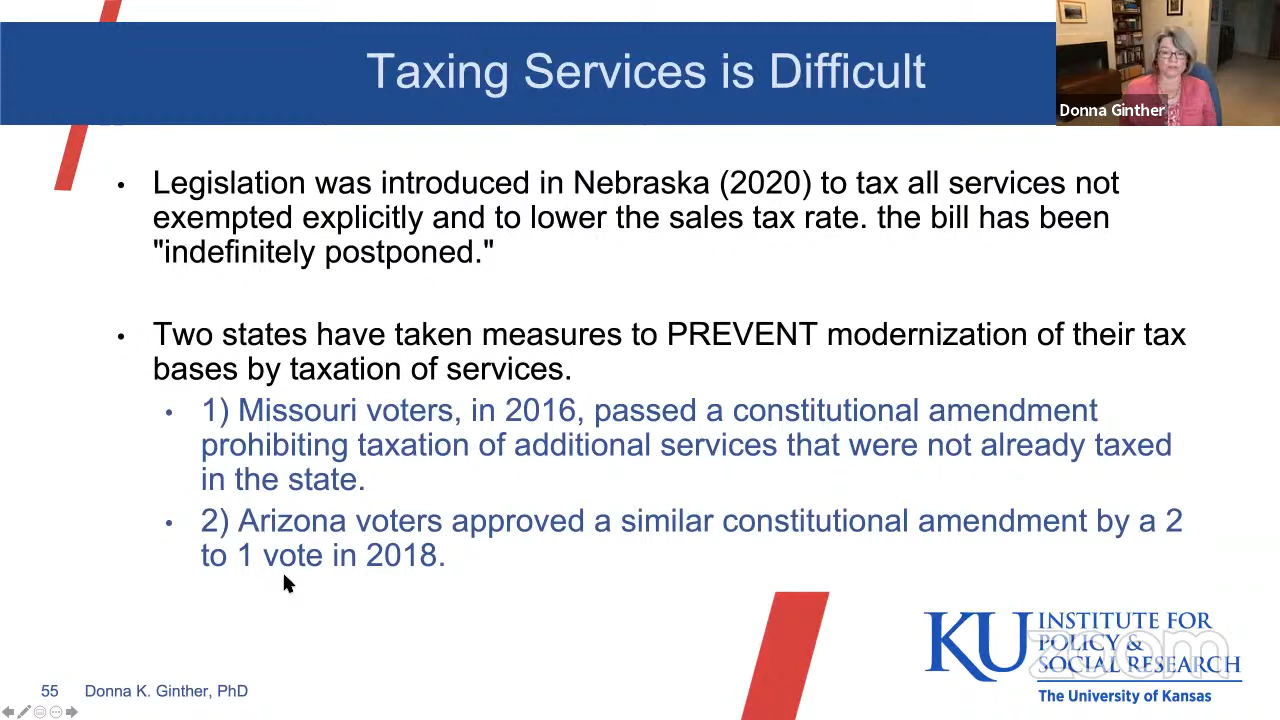 Taxing Services is Difficult
Donna Ginther
• Legislation was introduced in Nebraska (2020) to tax all services not
exempted explicitly and to lower the sales tax rate. the bill has been
"indefinitely postponed."
• Two states have taken measures to PREVENT modernization of their tax
bases by taxation of services.
• 1) Missouri voters, in 2016, passed a constitutional amendment
prohibiting taxation of additional services that were not already taxed
in the state.
• 2) Arizona voters approved a similar constitutional amendment by a 2
to 1 vote in 2018.
KU INSTITUTE FOR
POLICY &
SOCIAL RESEARCH
The University of Kansas
zoom
55 Donna K. Ginther, PhD